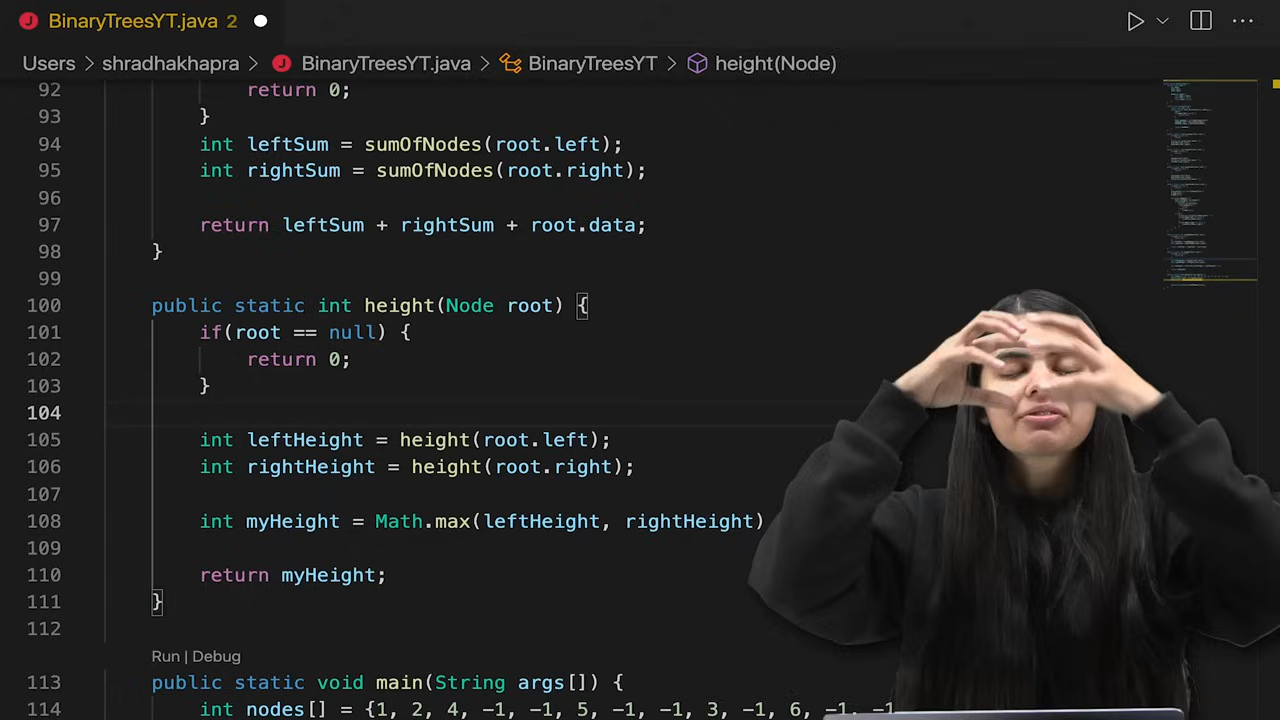 BinaryTreesYT.java 2
Users > shradhakhapra > BinaryTreesYT.java > BinaryTreesYT > height(Node)
92 return 0;
93 }
94 int leftSum = sumOfNodes(root.left);
95 int rightSum = sumOfNodes(root.right);
96
97 return leftSum + rightSum + root.data;
98 }
99
100 public static int height(Node root) {
101 if(root == null) {
102 return 0;
103 }
104
105 int leftHeight = height(root.left);
106 int rightHeight = height(root.right);
107
108 int myHeight = Math.max(leftHeight, rightHeight)
109
110 return myHeight;
111 }
112
Run | Debug
113 public static void main(String args[]) {
114 int nodes[] = {1, 2, 4, -1, -1, 5, -1, -1, 3, -1, 6, -1, -1